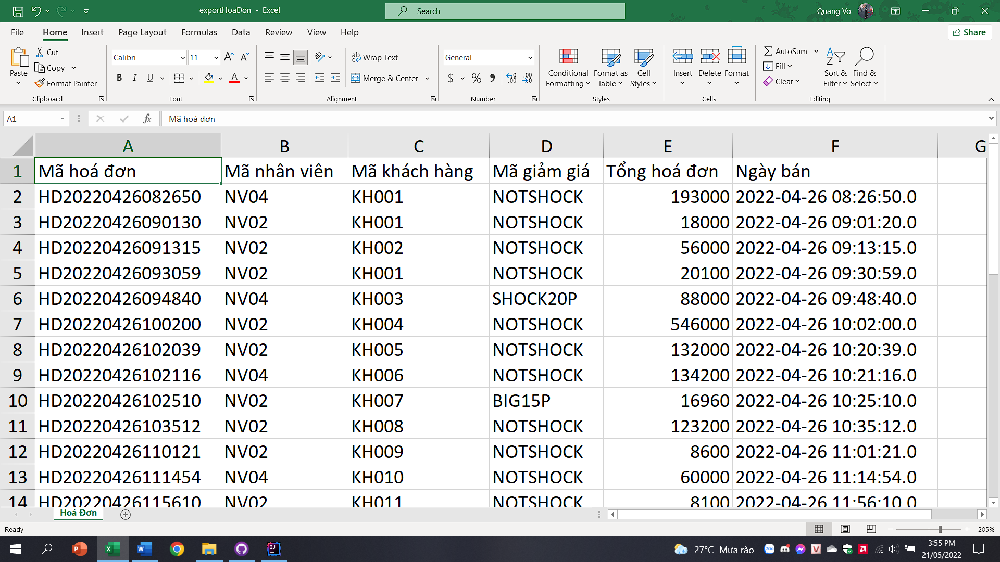 exportHoaDon - Excel
Search
Quang Vo
File Home Insert Page Layout Formulas Data Review View Help
Share
Paste
Cut
Copy
Format Painter
Clipboard
Calibri 11
B I U
Font
Wrap Text
Merge & Center
Alignment
General
$ % 9
Number
Conditional Formatting
Format as Table
Cell Styles
Styles
Insert Delete Format
Cells
AutoSum
Fill
Clear
Sort & Filter
Find & Select
Editing
A1 fx Mã hoá đơn
A B C D E F G
1 Mã hoá đơn Mã nhân viên Mã khách hàng Mã giảm giá Tổng hoá đơn Ngày bán
2 HD20220426082650 NV04 KH001 NOTSHOCK 193000 2022-04-26 08:26:50.0
3 HD20220426090130 NV02 KH001 NOTSHOCK 18000 2022-04-26 09:01:20.0
4 HD20220426091315 NV02 KH002 NOTSHOCK 56000 2022-04-26 09:13:15.0
5 HD20220426093059 NV02 KH001 NOTSHOCK 20100 2022-04-26 09:30:59.0
6 HD20220426094840 NV04 KH003 SHOCK20P 88000 2022-04-26 09:48:40.0
7 HD20220426100200 NV02 KH004 NOTSHOCK 546000 2022-04-26 10:02:00.0
8 HD20220426102039 NV02 KH005 NOTSHOCK 132000 2022-04-26 10:20:39.0
9 HD20220426102116 NV04 KH006 NOTSHOCK 134200 2022-04-26 10:21:16.0
10 HD20220426102510 NV02 KH007 BIG15P 16960 2022-04-26 10:25:10.0
11 HD20220426103512 NV02 KH008 NOTSHOCK 123200 2022-04-26 10:35:12.0
12 HD20220426110121 NV02 KH009 NOTSHOCK 8600 2022-04-26 11:01:21.0
13 HD20220426111454 NV04 KH010 NOTSHOCK 60000 2022-04-26 11:14:54.0
14 HD20220426115610 NV02 KH011 NOTSHOCK 8100 2022-04-26 11:56:10.0
Hoá Đơn
Ready
205%
27°C Mưa rào
3:55 PM
21/05/2022